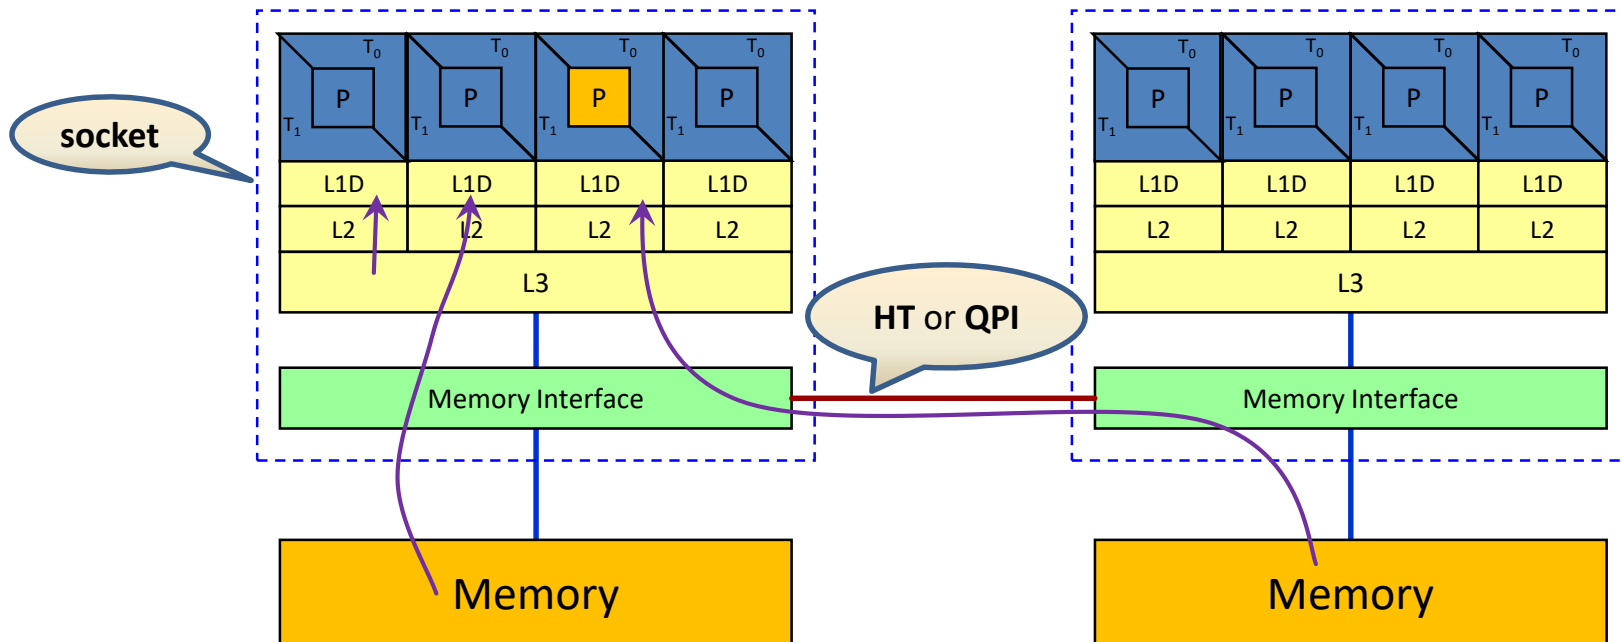 T0 T0 T0 T0 T0 T0 T0 T0
P P P P P P P P
T1 T1 T1 T1 T1 T1 T1 T1
socket
L1D L1D L1D L1D L1D L1D L1D L1D
L2 L2 L2 L2 L2 L2 L2 L2
L3 L3
HT or QPI
Memory Interface Memory Interface
Memory Memory